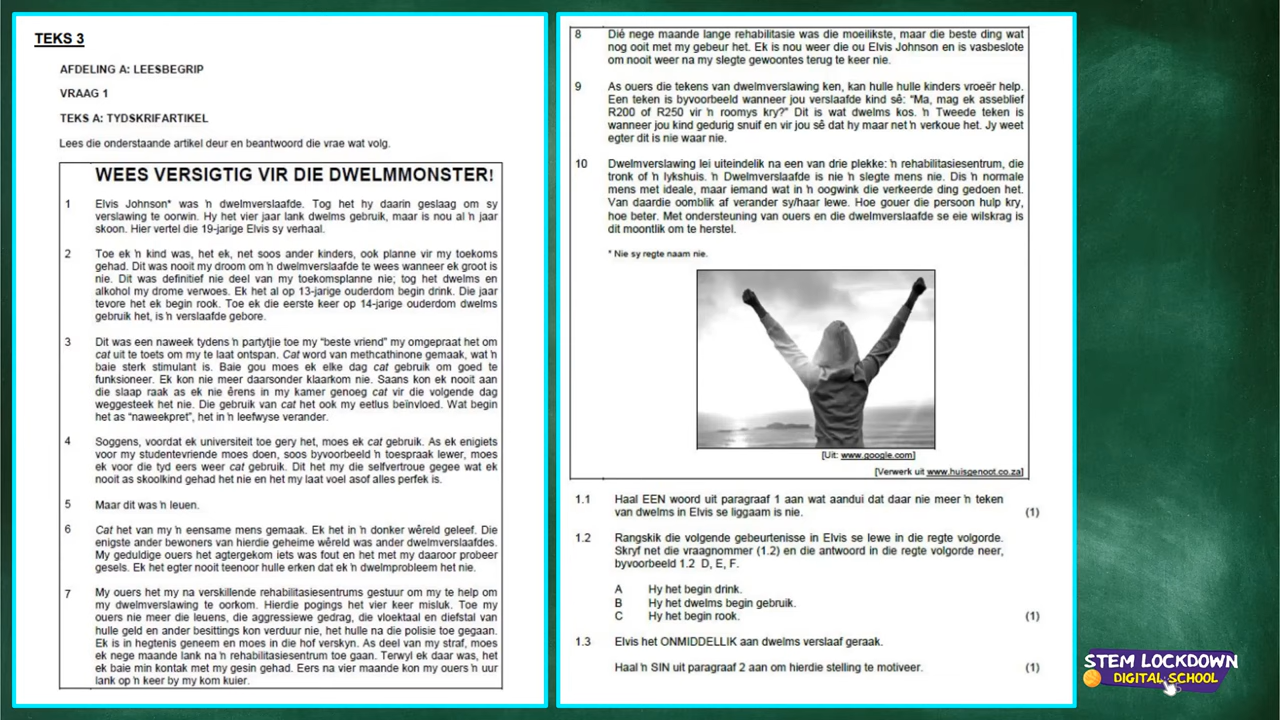 TEKS 3
AFDELING A: LEESBEGRIP
VRAAG 1
TEKS A: TYDSKRIFARTIKEL
Lees die onderstaande artikel deur en beantwoord die vrae wat volg.
WEES VERSIGTIG VIR DIE DWELMMONSTER!
1 Elvis Johnson* was 'n dwelmverslaafde. Tog het hy daarin geslaag om sy
verslawing te oorwin. Hy het vier jaar lank dwelms gebruik, maar is nou al 'n jaar
skoon. Hier vertel die 19-jarige Elvis sy verhaal.
2 Toe ek 'n kind was, het ek, net soos ander kinders, ook planne vir my toekoms
gehad. Dit was nooit my droom om 'n dwelmverslaafde te wees wanneer ek groot is
nie. Dit was definitief nie deel van my toekomsplanne nie; tog het dwelms en
alkohol my drome verwoes. Ek het al op 13-jarige ouderdom begin drink. Die jaar
tevore het ek begin rook. Toe ek die eerste keer op 14-jarige ouderdom dwelms
gebruik het, is 'n verslaafde gebore.
3 Dit was een naweek tydens 'n partytjie toe my "beste vriend" my omgepraat het om
cat uit te toets om my te laat ontspan. Cat word van methcathinone gemaak, wat 'n
baie sterk stimulant is. Baie gou moes ek elke dag cat gebruik om goed te
funksioneer. Ek kon nie meer daarsonder klaarkom nie. Saans kon ek nooit aan
die slaap raak as ek nie êrens in my kamer genoeg cat vir die volgende dag
weggesteek het nie. Die gebruik van cat het ook my eetlus beïnvloed. Wat begin
het as "naweekpret", het in 'n leefwyse verander.
4 Soggens, voordat ek universiteit toe gery het, moes ek cat gebruik. As ek enigiets
voor my studentevriende moes doen, soos byvoorbeeld 'n toespraak lewer, moes
ek voor die tyd eers weer cat gebruik. Dit het my die selfvertroue gegee wat ek
nooit as skoolkind gehad het nie en het my laat voel asof alles perfek is.
5 Maar dit was 'n leuen.
6 Cat het van my 'n eensame mens gemaak. Ek het in 'n donker wêreld geleef. Die
enigste ander bewoners van hierdie geheime wêreld was ander dwelmverslaafdes.
My geduldige ouers het agtergekom iets was fout en het met my daaroor probeer
gesels. Ek het egter nooit teenoor hulle erken dat ek 'n dwelmprobleem het nie.
7 My ouers het my na verskillende rehabilitasiesentrums gestuur om my te help om
my dwelmverslawing te oorkom. Hierdie pogings het vier keer misluk. Toe my
ouers nie meer die leuens, die aggressiewe gedrag, die vloektaal en diefstal van
hulle geld en ander besittings kon verduur nie, het hulle na die polisie toe gegaan.
Ek is in hegtenis geneem en moes in die hof verskyn. As deel van my straf, moes
ek nege maande lank na 'n rehabilitasiesentrum toe gaan. Terwyl ek daar was, het
ek baie min kontak met my gesin gehad. Eers na vier maande kon my ouers 'n uur
lank op 'n keer by my kom kuier.
8 Dié nege maande lange rehabilitasie was die moeilikste, maar die beste ding wat
nog ooit met my gebeur het. Ek is nou weer die ou Elvis Johnson en is vasbeslote
om nooit weer na my slegte gewoontes terug te keer nie.
9 As ouers die tekens van dwelmverslawing ken, kan hulle hulle kinders vroeër help.
Een teken is byvoorbeeld wanneer jou verslaafde kind sê: "Ma, mag ek asseblief
R200 of R250 vir 'n roomys kry?" Dit is wat dwelms kos. 'n Tweede teken is
wanneer jou kind gedurig snuif en vir jou sê dat hy maar net 'n verkoue het. Jy weet
egter dit is nie waar nie.
10 Dwelmverslawing lei uiteindelik na een van drie plekke: 'n rehabilitasiesentrum, die
tronk of 'n lykshuis. 'n Dwelmverslaafde is nie 'n slegte mens nie. Dis 'n normale
mens met ideale, maar iemand wat in 'n oogwink die verkeerde ding gedoen het.
Van daardie oomblik af verander sy/haar lewe. Hoe gouer die persoon hulp kry,
hoe beter. Met ondersteuning van ouers en die dwelmverslaafde se eie wilskrag is
dit moontlik om te herstel.
* Nie sy regte naam nie.
[Uit: www.google.com]
[Verwerk uit www.huisgenoot.co.za]
1.1 Haal EEN woord uit paragraaf 1 aan wat aandui dat daar nie meer 'n teken
van dwelms in Elvis se liggaam is nie. (1)
1.2 Rangskik die volgende gebeurtenisse in Elvis se lewe in die regte volgorde.
Skryf net die vraagnommer (1.2) en die antwoord in die regte volgorde neer,
byvoorbeeld 1.2 D, E, F.
A Hy het begin drink.
B Hy het dwelms begin gebruik.
C Hy het begin rook. (1)
1.3 Elvis het ONMIDDELLIK aan dwelms verslaaf geraak.
Haal 'n SIN uit paragraaf 2 aan om hierdie stelling te motiveer. (1)
STEM LOCKDOWN
DIGITAL SCHOOL